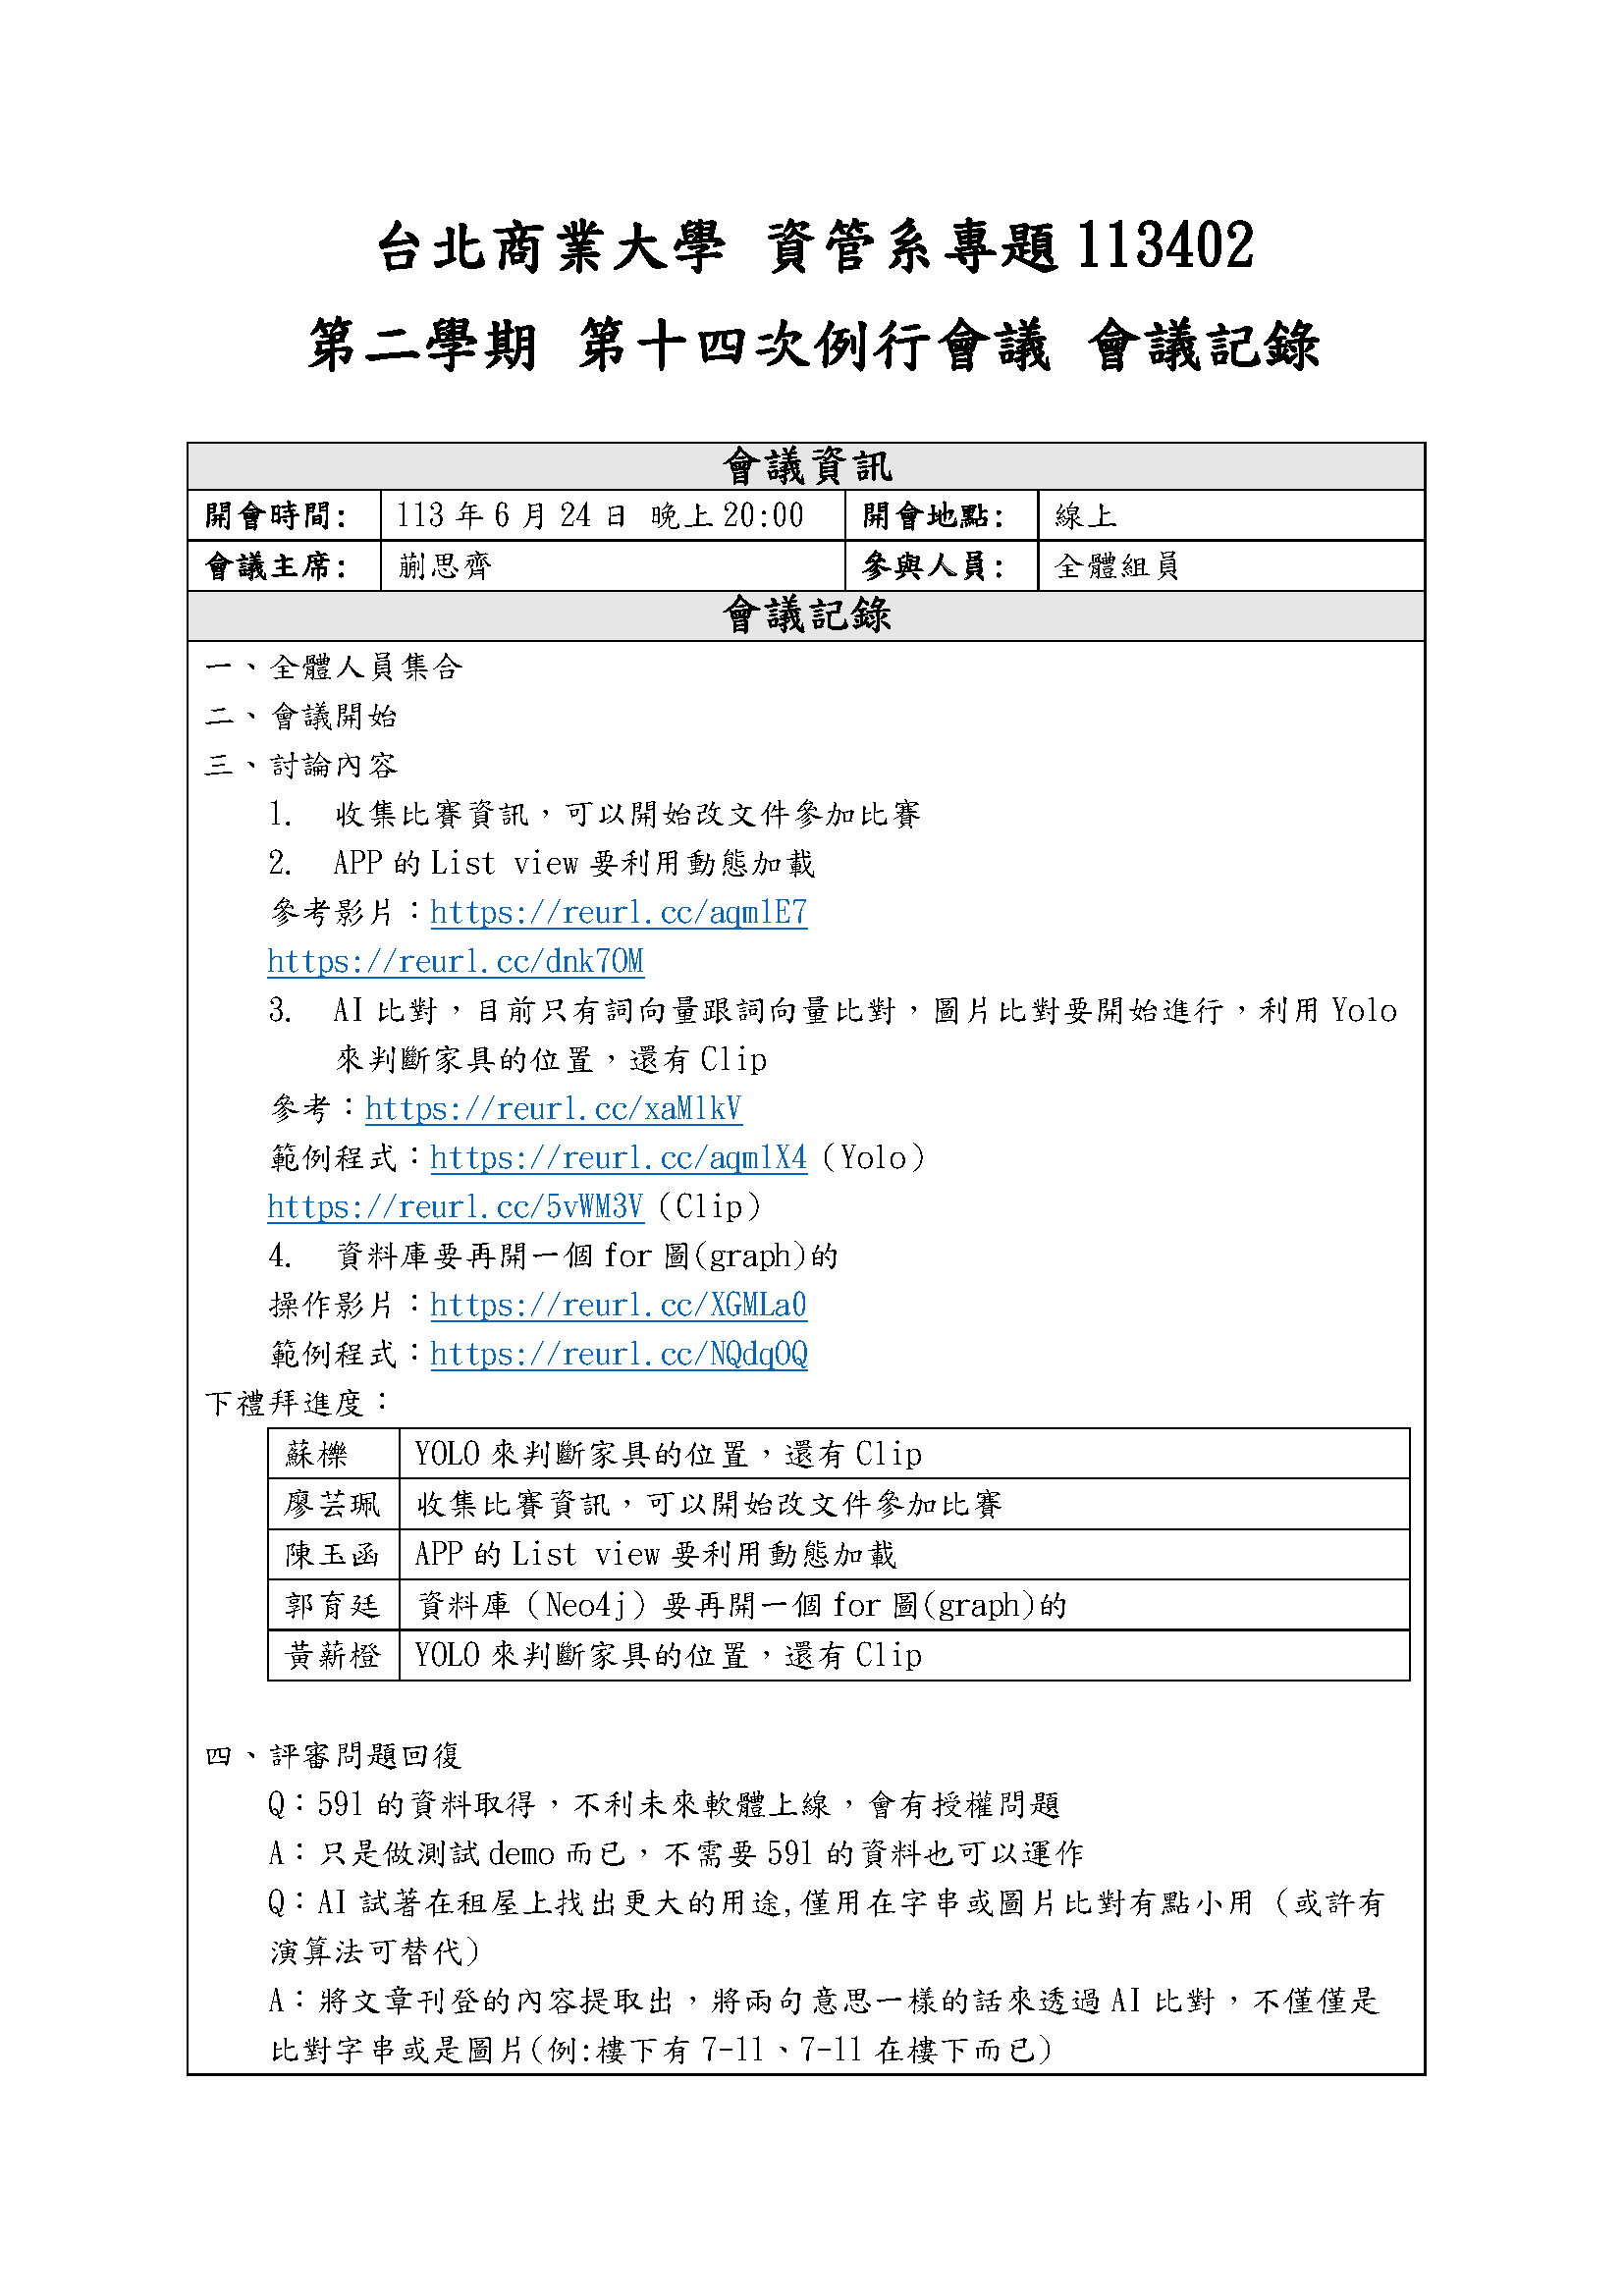 台北商業大學 資管系專題 113402
第二學期 第十四次例行會議 會議記錄
會議資訊
開會時間: 113 年 6 月 24 日 晚上 20:00 開會地點: 線上
會議主席: 蒯思齊 參與人員: 全體組員
會議記錄
一、全體人員集合
二、會議開始
三、討論內容
1. 收集比賽資訊，可以開始改文件參加比賽
2. APP 的 List view 要利用動態加載
參考影片：https://reurl.cc/aqm1E7
https://reurl.cc/dnk7OM
3. AI 比對，目前只有詞向量跟詞向量比對，圖片比對要開始進行，利用 Yolo
來判斷家具的位置，還有 Clip
參考：https://reurl.cc/xaM1kV
範例程式：https://reurl.cc/aqm1X4（Yolo）
https://reurl.cc/5vWM3V（Clip）
4. 資料庫要再開一個 for 圖(graph)的
操作影片：https://reurl.cc/XGMLa0
範例程式：https://reurl.cc/NQdqOQ
下禮拜進度：
蘇櫟 YOLO 來判斷家具的位置，還有 Clip
廖芸珮 收集比賽資訊，可以開始改文件參加比賽
陳玉函 APP 的 List view 要利用動態加載
郭育廷 資料庫（Neo4j）要再開一個 for 圖(graph)的
黃薪橙 YOLO 來判斷家具的位置，還有 Clip
四、評審問題回復
Q：591 的資料取得，不利未來軟體上線，會有授權問題
A：只是做測試 demo 而已，不需要 591 的資料也可以運作
Q：AI 試著在租屋上找出更大的用途,僅用在字串或圖片比對有點小用（或許有
演算法可替代）
A：將文章刊登的內容提取出，將兩句意思一樣的話來透過 AI 比對，不僅僅是
比對字串或是圖片(例:樓下有 7-11、7-11 在樓下而已)